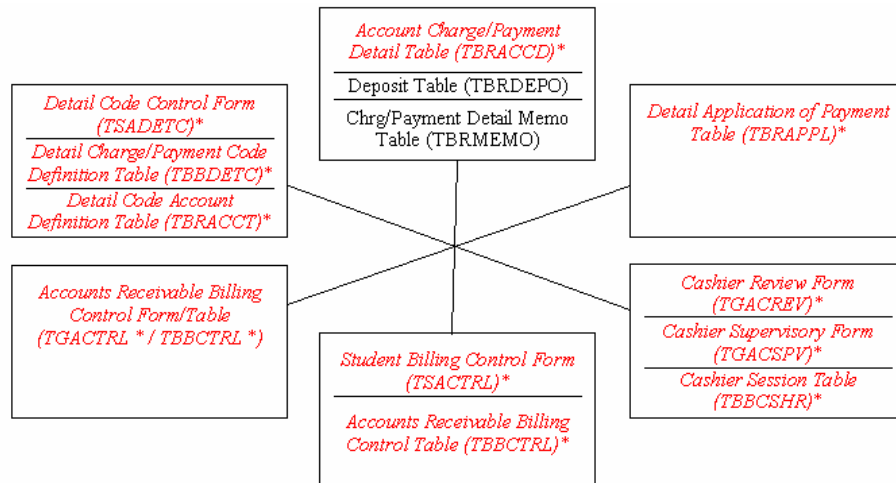 Account Charge/Payment
Detail Table (TBRACCD)*
Deposit Table (TBRDEPO)
Chrg/Payment Detail Memo
Table (TBRMEMO)
Detail Code Control Form
(TSADETC)*
Detail Charge/Payment Code
Definition Table (TBBDETC)*
Detail Code Account
Definition Table (TBRACCT)*
Detail Application of Payment
Table (TBRAPPL)*
Accounts Receivable Billing
Control Form/Table
(TGACTRL * / TBBCTRL *)
Student Billing Control Form
(TSACTRL)*
Accounts Receivable Billing
Control Table (TBBCTRL)*
Cashier Review Form
(TGACREV)*
Cashier Supervisory Form
(TGACSPV)*
Cashier Session Table
(TBBCSHR)*